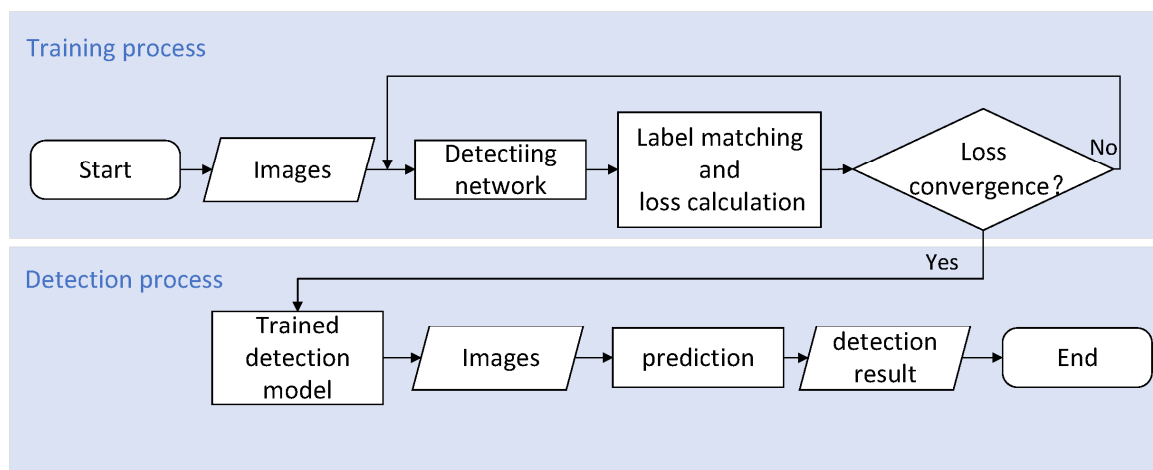 Training process
Start
Images
Detectiing
network
Label matching
and
loss calculation
Loss
convergence?
No
Yes
Detection process
Trained
detection
model
Images
prediction
detection
result
End